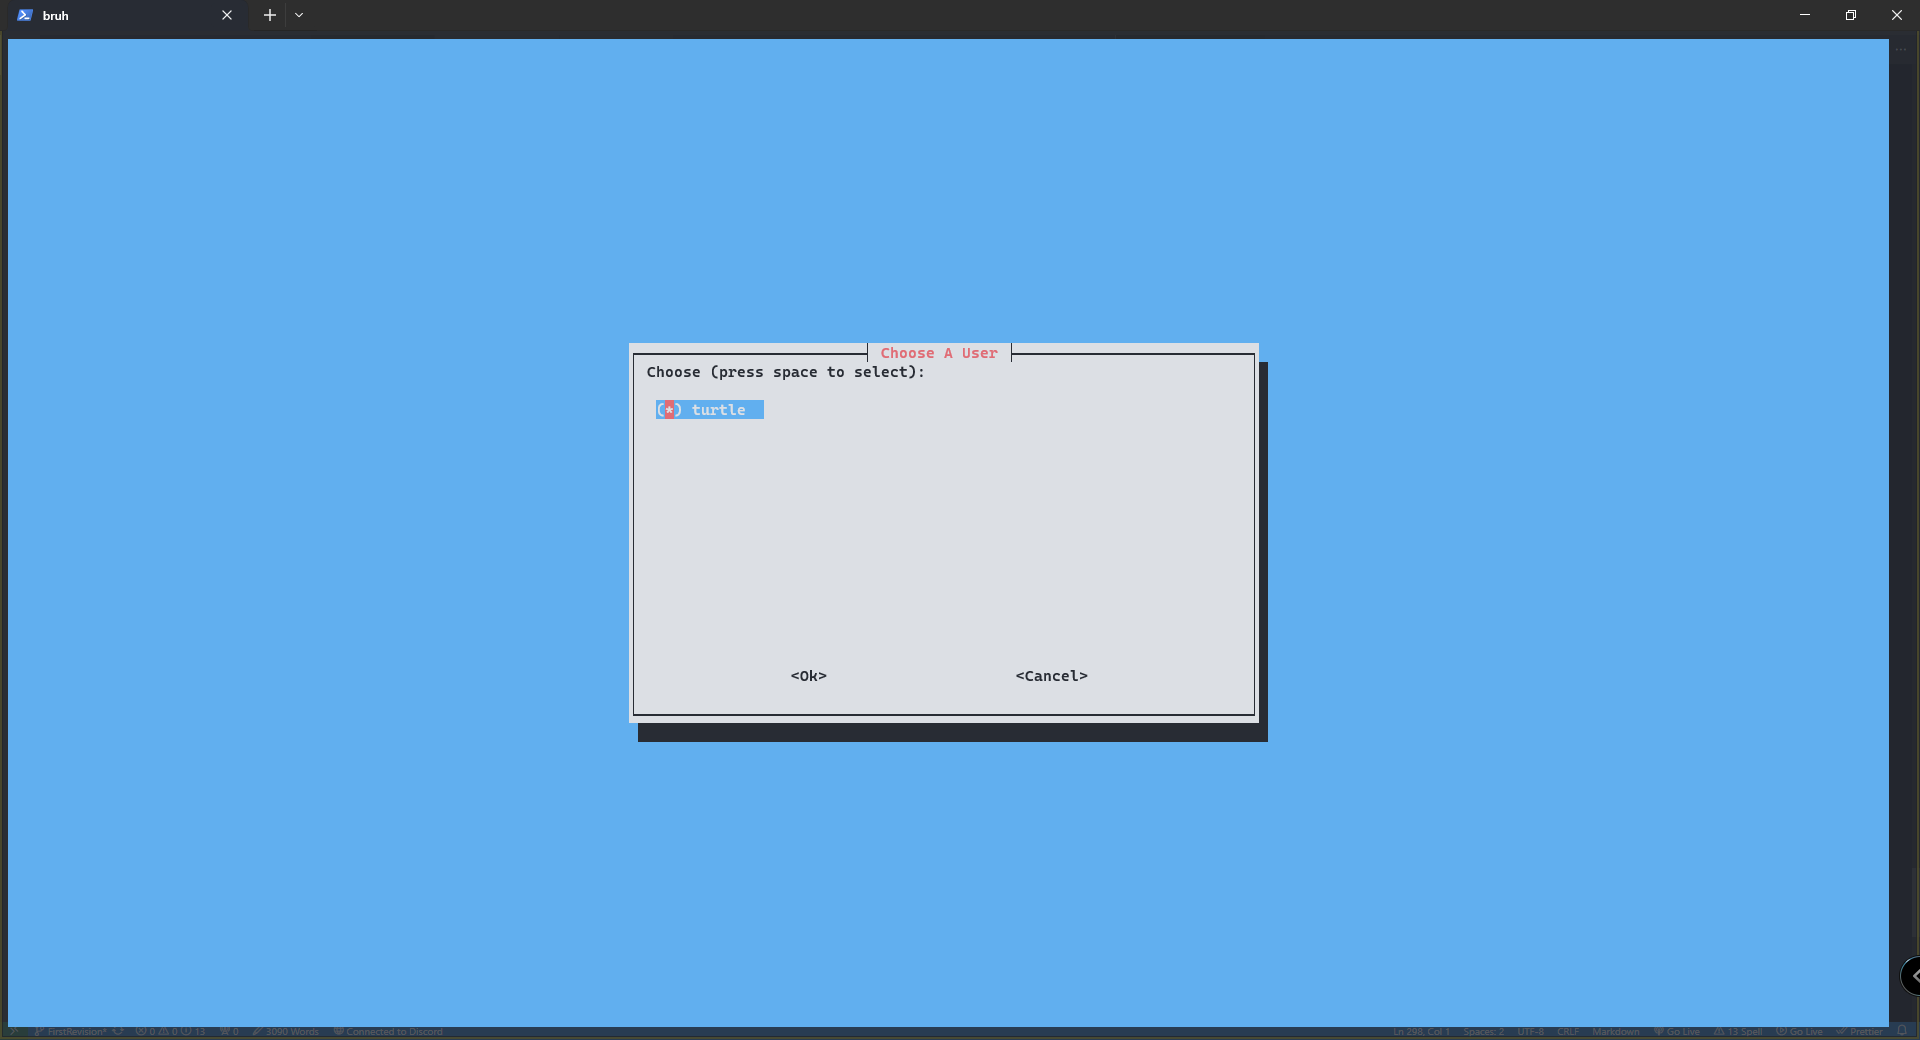 bruh
Choose A User
Choose (press space to select):
(*) turtle
<Ok> <Cancel>
FirstRevision* 0 0 13 0 3090 Words Connected to Discord Ln 298, Col 1 Spaces: 2 UTF-8 CRLF Markdown Go Live 13 Spell Go Live Prettier